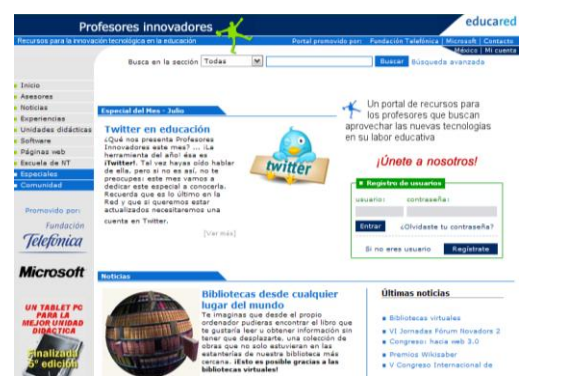 Profesores innovadores
educared
Recursos para la innovación tecnológica en la educación
Portal promovido por: Fundación Telefónica | Microsoft | Contacto
México | Mi cuenta
Busca en la sección Todas
Buscar Búsqueda avanzada
Inicio
Asesores
Noticias
Experiencias
Unidades didácticas
Software
Páginas web
Escuela de NT
Especiales
Comunidad
Promovido por:
Fundación
Telefónica
Microsoft
UN TABLET PC
PARA LA
MEJOR UNIDAD
DIDÁCTICA
Finalizada
5ª edición
Especial del Mes - Julio
Twitter en educación
¿Qué nos presenta Profesores
Innovadores este mes? ... ¡La
herramienta del año! ésa es
¡Twitter!. Tal vez hayas oído hablar
de ella, pero si no es así, no te
preocupes: este mes vamos a
dedicar este especial a conocerla.
Recuerda que es lo último en la
Red y que si queremos estar
actualizados necesitaremos una
cuenta en Twitter.
[Ver más]
twitter
Un portal de recursos para
los profesores que buscan
aprovechar las nuevas tecnologías
en su labor educativa
¡Únete a nosotros!
Registro de usuarios
usuario: contraseña:
Entrar ¿Olvidaste tu contraseña?
Si no eres usuario Regístrate
Noticias
Bibliotecas desde cualquier
lugar del mundo
Te imaginas que desde el propio
ordenador pudieras encontrar el libro que
te gustaría leer u obtener información sin
tener que desplazarte, una colección de
obras que no solo estuvieran en las
estanterías de nuestra biblioteca más
cercana. ¡Esto es posible gracias a las
bibliotecas virtuales!
Últimas noticias
Bibliotecas virtuales
VI Jornadas Fórum Novadors 2
Congreso: hacia web 3.0
Premios Wikisaber
V Congreso Internacional de